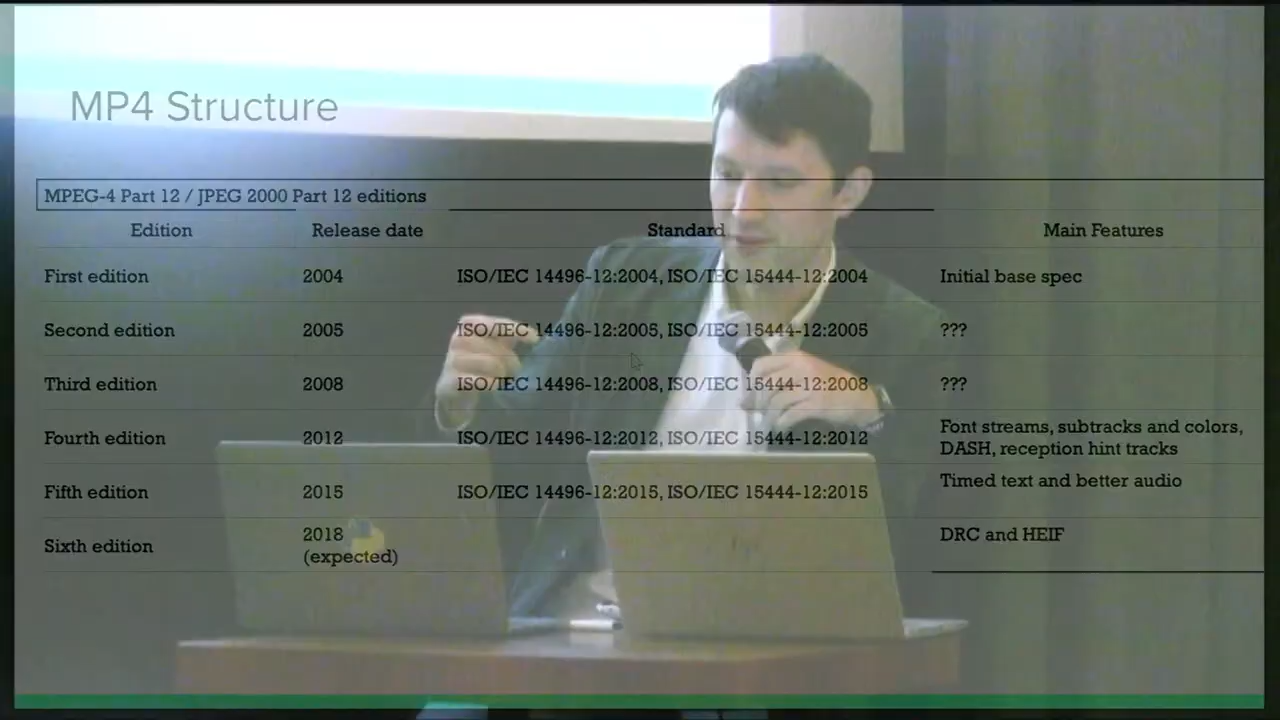 MP4 Structure
MPEG-4 Part 12 / JPEG 2000 Part 12 editions
Edition Release date Standard Main Features
First edition 2004 ISO/IEC 14496-12:2004, ISO/IEC 15444-12:2004 Initial base spec
Second edition 2005 ISO/IEC 14496-12:2005, ISO/IEC 15444-12:2005 ???
Third edition 2008 ISO/IEC 14496-12:2008, ISO/IEC 15444-12:2008 ???
Fourth edition 2012 ISO/IEC 14496-12:2012, ISO/IEC 15444-12:2012 Font streams, subtracks and colors,
DASH, reception hint tracks
Fifth edition 2015 ISO/IEC 14496-12:2015, ISO/IEC 15444-12:2015 Timed text and better audio
Sixth edition 2018 DRC and HEIF
(expected)